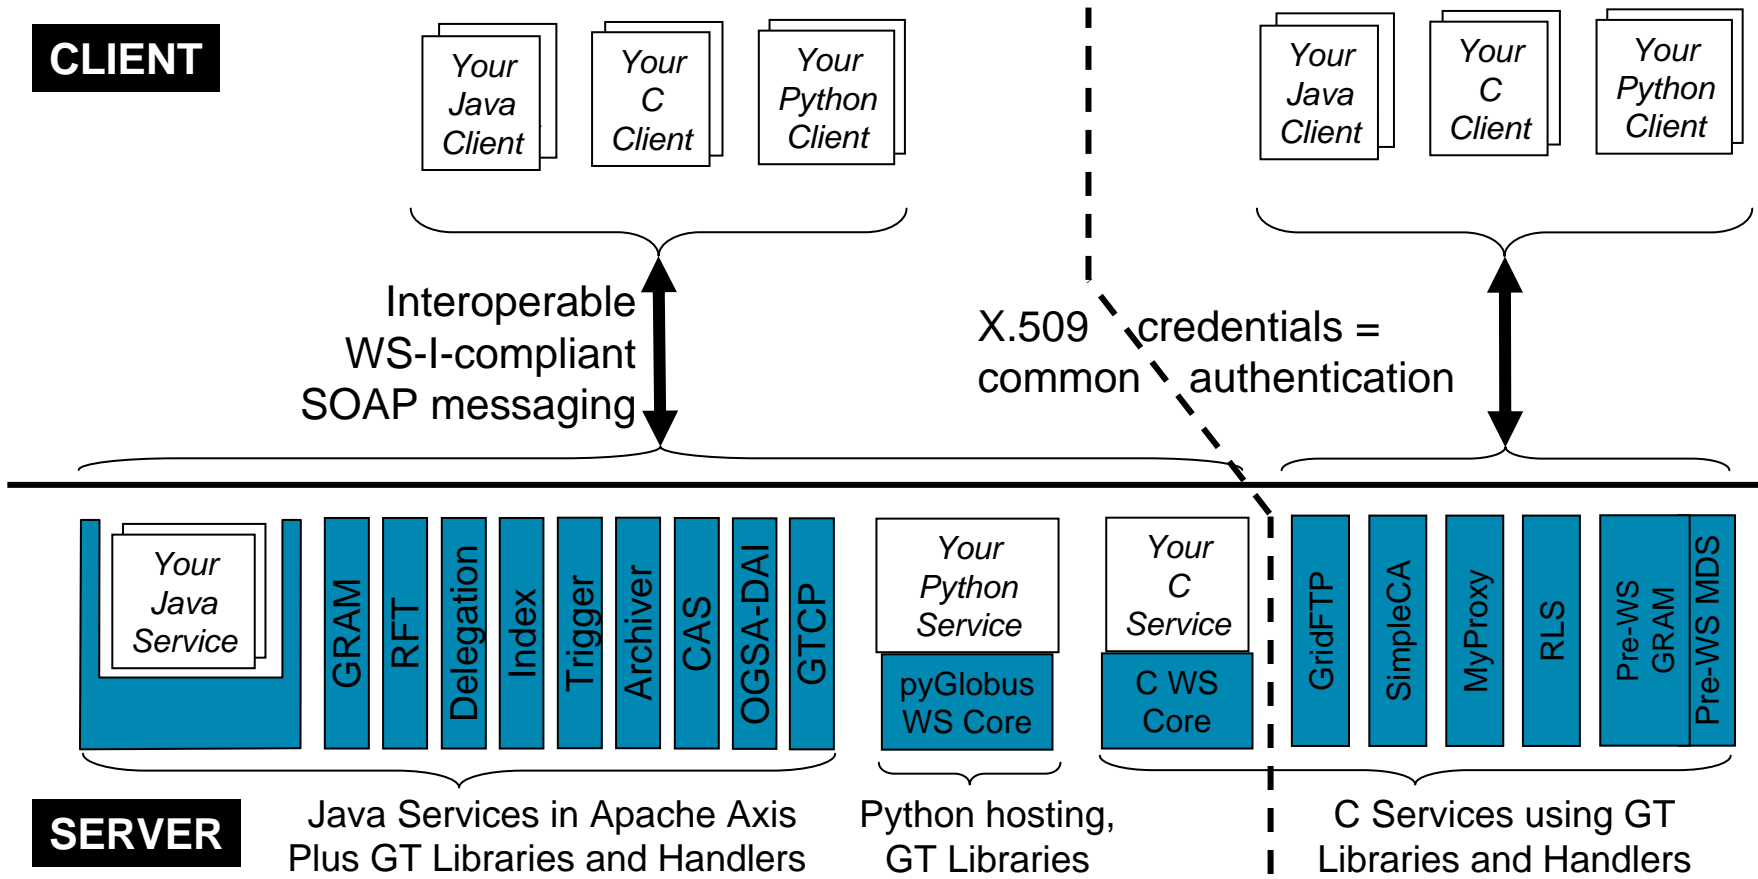 CLIENT
Your
Java
Client
Your
C
Client
Your
Python
Client
Your
Java
Client
Your
C
Client
Your
Python
Client
Interoperable
WS-I-compliant
SOAP messaging
X.509 credentials =
common authentication
Your
Java
Service
GRAM
RFT
Delegation
Index
Trigger
Archiver
CAS
OGSA-DAI
GTCP
Your
Python
Service
pyGlobus
WS Core
Your
C
Service
C WS
Core
GridFTP
SimpleCA
MyProxy
RLS
Pre-WS
GRAM
Pre-WS MDS
SERVER
Java Services in Apache Axis
Plus GT Libraries and Handlers
Python hosting,
GT Libraries
C Services using GT
Libraries and Handlers